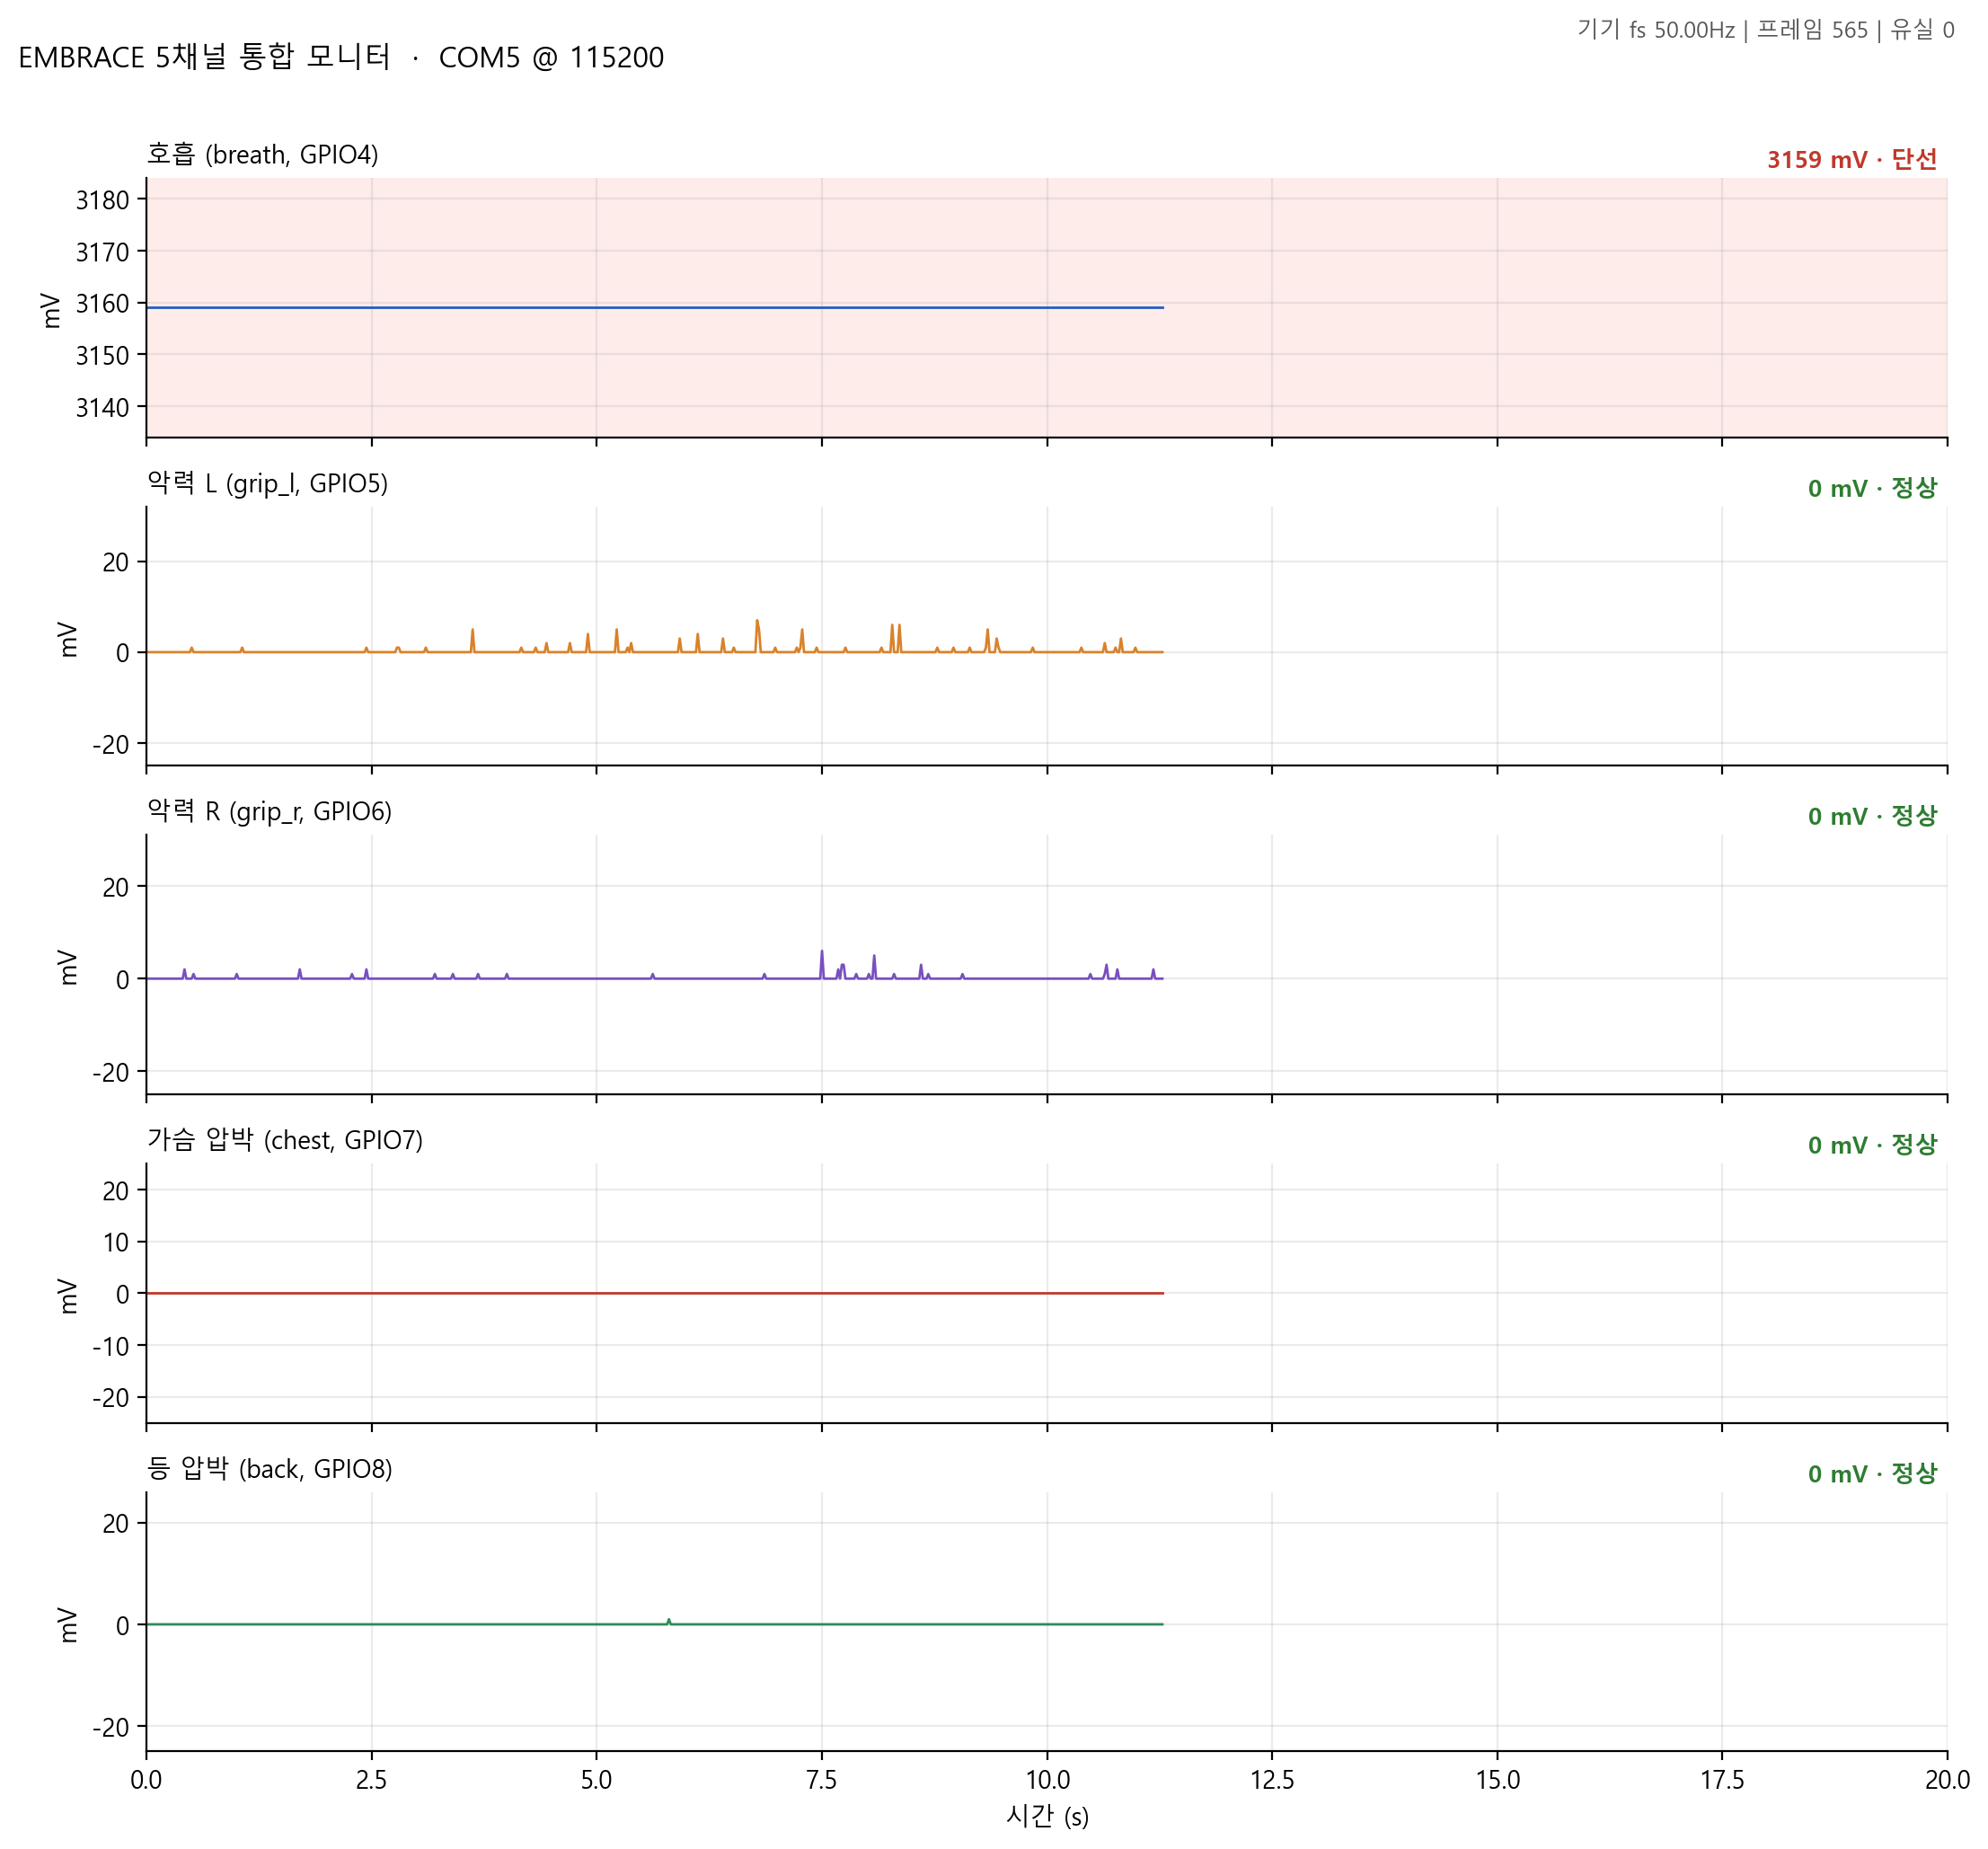 기기 fs 50.00Hz | 프레임 565 | 유실 0
EMBRACE 5채널 통합 모니터 · COM5 @ 115200
호흡 (breath, GPIO4)
3159 mV · 단선
3180
3170
3160
3150
3140
mV
악력 L (grip_l, GPIO5)
0 mV · 정상
20
0
-20
mV
악력 R (grip_r, GPIO6)
0 mV · 정상
20
0
-20
mV
가슴 압박 (chest, GPIO7)
0 mV · 정상
20
10
0
-10
-20
mV
등 압박 (back, GPIO8)
0 mV · 정상
20
0
-20
mV
0.0 2.5 5.0 7.5 10.0 12.5 15.0 17.5 20.0
시간 (s)